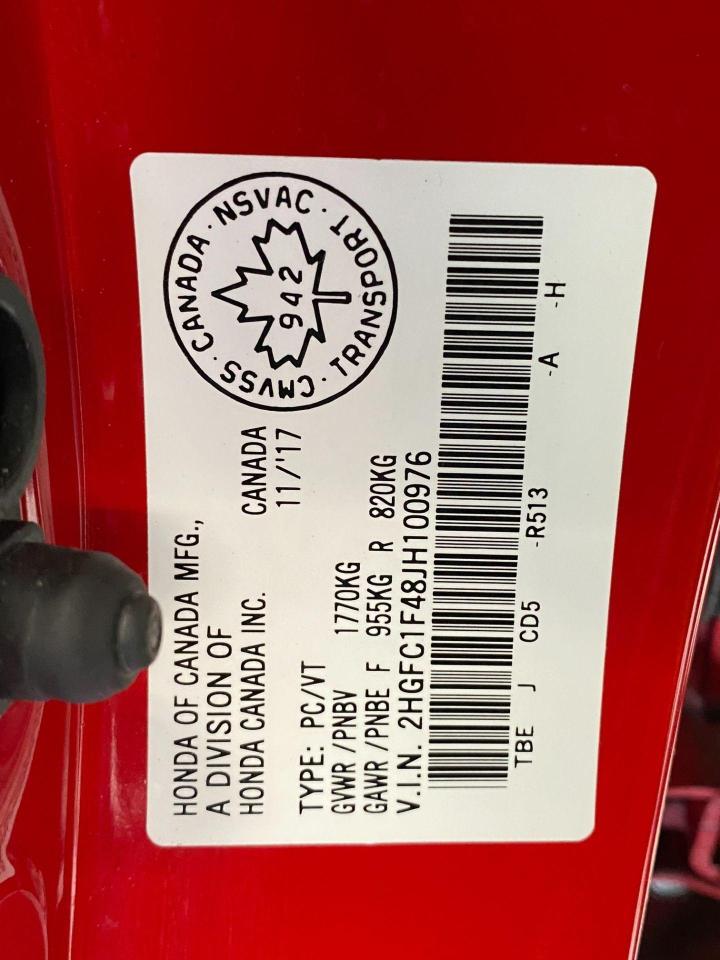 HONDA OF CANADA MFG.,
A DIVISION OF
HONDA CANADA INC.
CANADA
11/'17
CMVSS · CANADA · NSVAC · TRANSPORT ·
942
TYPE: PC/VT
GVWR /PNBV 1770KG
GAWR /PNBE F 955KG R 820KG
V.I.N. 2HGFC1F48JH100976
TBE J CD5 -R513 -A -H